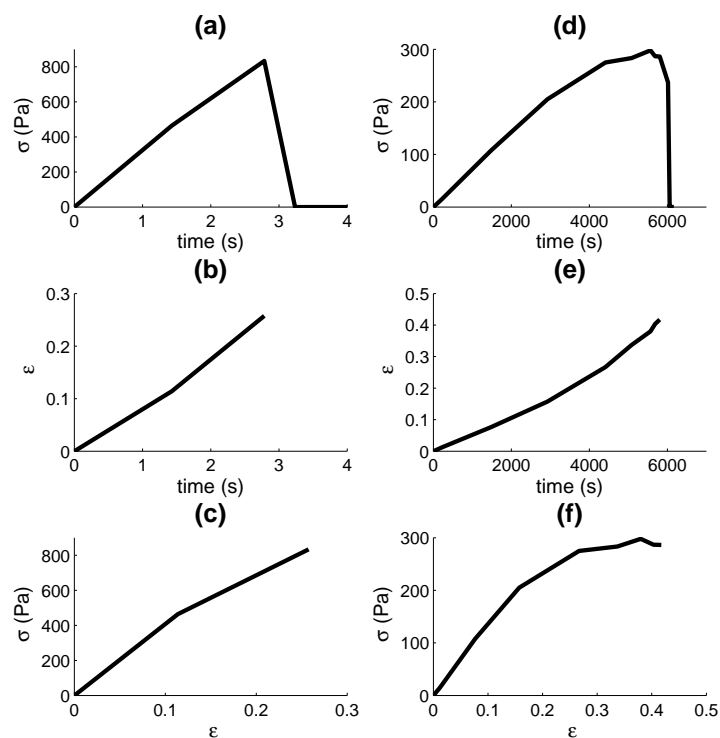 (a)
σ (Pa)
800
600
400
200
0
0 1 2 3 4
time (s)
(d)
σ (Pa)
300
200
100
0
0 2000 4000 6000
time (s)
(b)
ε
0.3
0.2
0.1
0
0 1 2 3 4
time (s)
(e)
ε
0.5
0.4
0.3
0.2
0.1
0
0 2000 4000 6000
time (s)
(c)
σ (Pa)
800
600
400
200
0
0 0.1 0.2 0.3
ε
(f)
σ (Pa)
300
200
100
0
0 0.1 0.2 0.3 0.4 0.5
ε